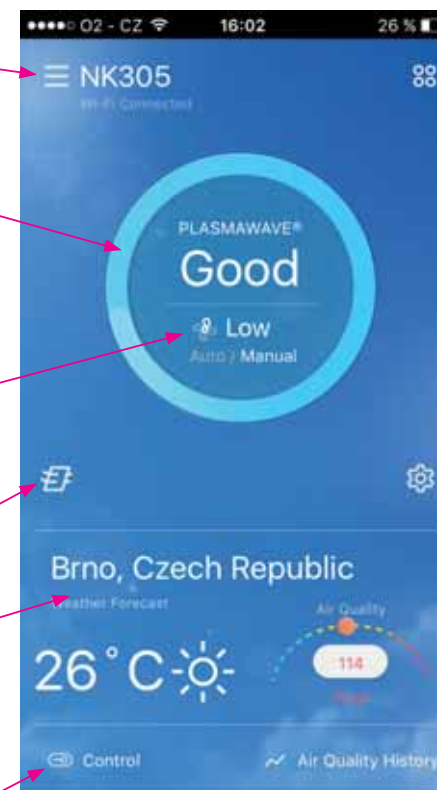 O2 - CZ 16:02 26 %
NK305
Wi-Fi Connected
PLASMAWAVE®
Good
Low
Auto / Manual
Brno, Czech Republic
Weather Forecast
Air Quality
26°C
114
Control
Air Quality History